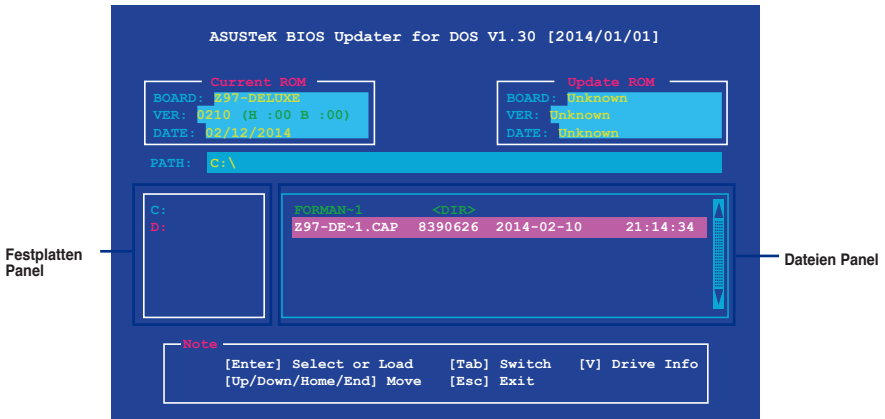 ASUSTeK BIOS Updater for DOS V1.30 [2014/01/01]
Current ROM
BOARD: Z97-DELUXE
VER: 0210 (H :00 B :00)
DATE: 02/12/2014
Update ROM
BOARD: Unknown
VER: Unknown
DATE: Unknown
PATH: C:\
C:
D:
FORMAN~1 <DIR>
Z97-DE~1.CAP 8390626 2014-02-10 21:14:34
Festplatten
Panel
Dateien Panel
Note
[Enter] Select or Load [Tab] Switch [V] Drive Info
[Up/Down/Home/End] Move [Esc] Exit